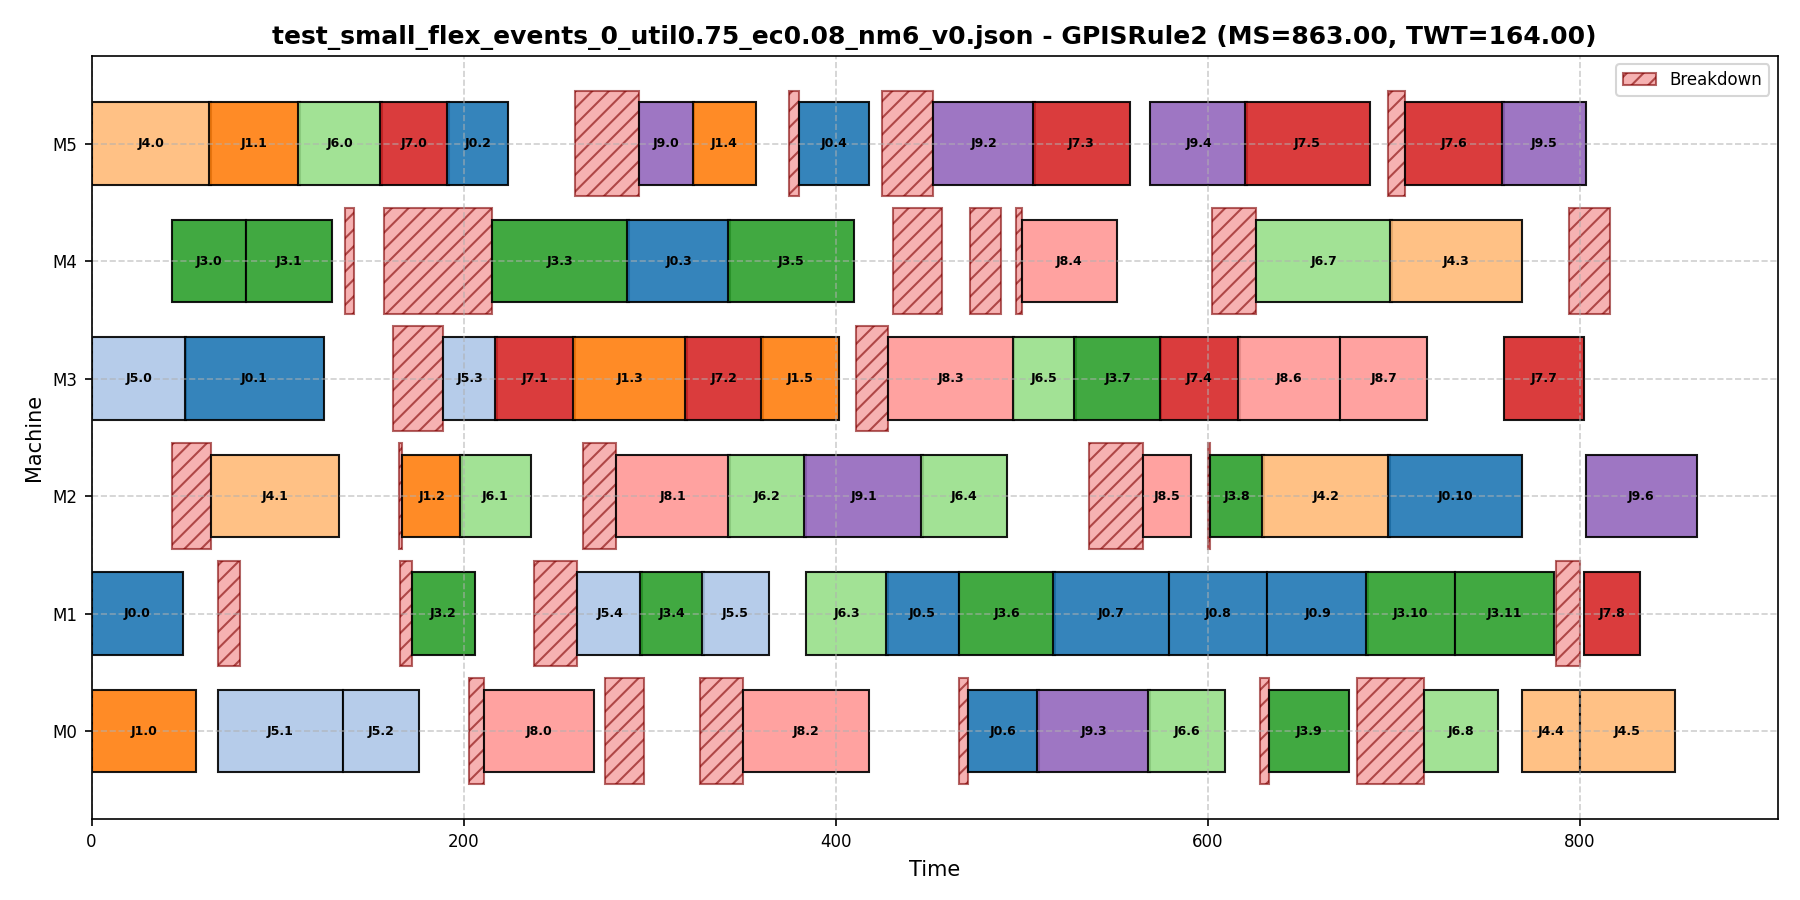 test_small_flex_events_0_util0.75_ec0.08_nm6_v0.json - GPISRule2 (MS=863.00, TWT=164.00)
Breakdown
M5
J4.0 J1.1 J6.0 J7.0 J0.2 J9.0 J1.4 J0.4 J9.2 J7.3 J9.4 J7.5 J7.6 J9.5
M4
J3.0 J3.1 J3.3 J0.3 J3.5 J8.4 J6.7 J4.3
M3
J5.0 J0.1 J5.3 J7.1 J1.3 J7.2 J1.5 J8.3 J6.5 J3.7 J7.4 J8.6 J8.7 J7.7
M2
J4.1 J1.2 J6.1 J8.1 J6.2 J9.1 J6.4 J8.5 J3.8 J4.2 J0.10 J9.6
M1
J0.0 J3.2 J5.4 J3.4 J5.5 J6.3 J0.5 J3.6 J0.7 J0.8 J0.9 J3.10 J3.11 J7.8
M0
J1.0 J5.1 J5.2 J8.0 J8.2 J0.6 J9.3 J6.6 J3.9 J6.8 J4.4 J4.5
Machine
0 200 400 600 800
Time